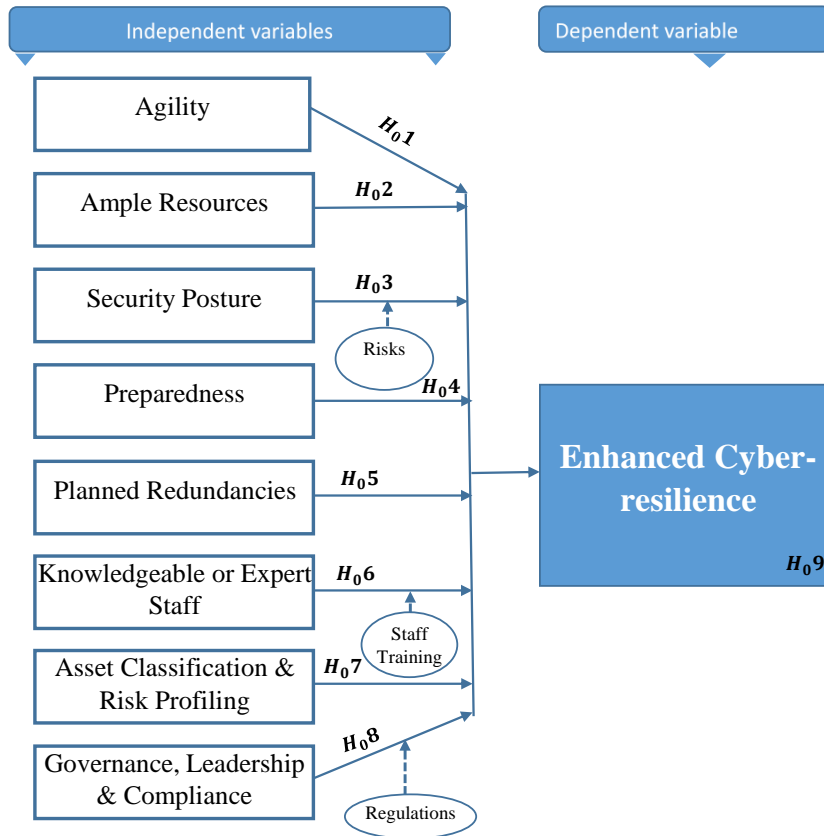 Independent variables
Dependent variable
Agility
H₀1
Ample Resources
H₀2
Security Posture
H₀3
Risks
Preparedness
H₀4
Planned Redundancies
H₀5
Knowledgeable or Expert
Staff
H₀6
Staff
Training
Asset Classification &
Risk Profiling
H₀7
Governance, Leadership
& Compliance
H₀8
Regulations
Enhanced Cyber-
resilience
H₀9